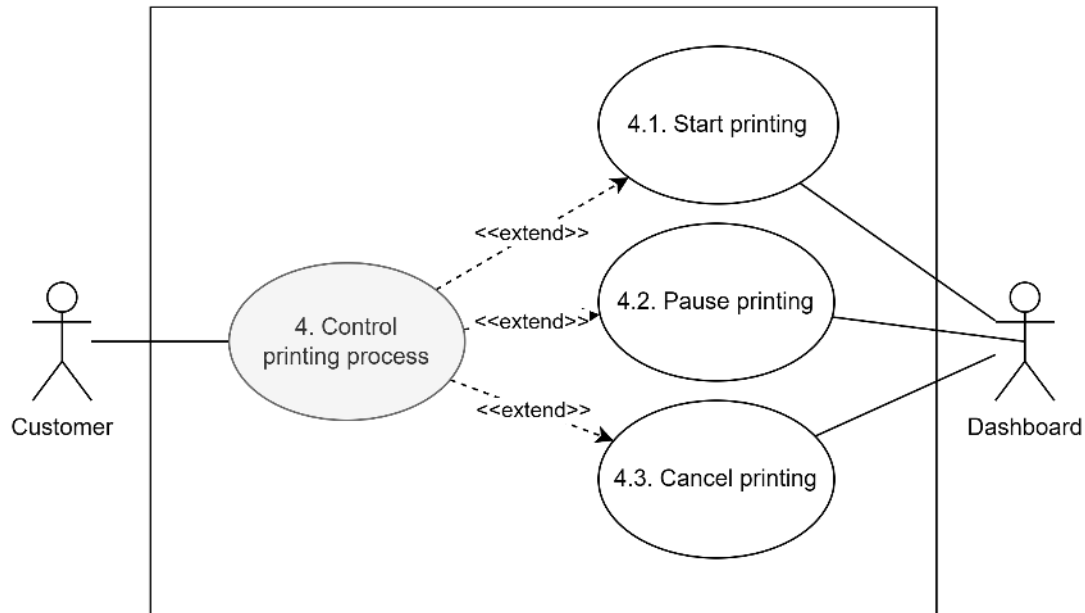 4.1. Start printing
<<extend>>
4.2. Pause printing
<<extend>>
4. Control
printing process
<<extend>>
Customer
Dashboard
4.3. Cancel printing